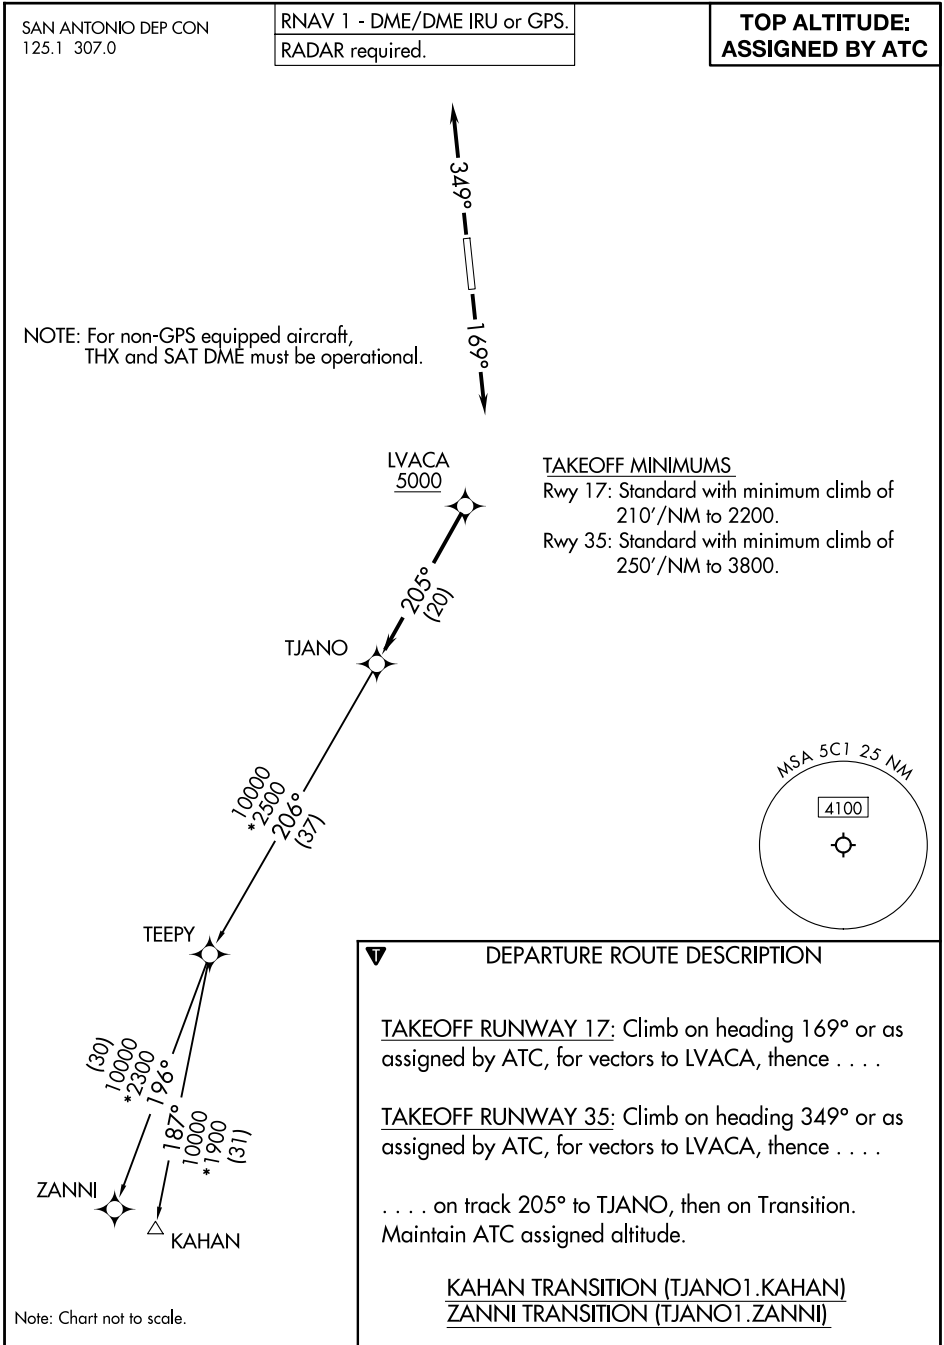 SAN ANTONIO DEP CON
125.1 307.0
RNAV 1 - DME/DME IRU or GPS.
RADAR required.
TOP ALTITUDE:
ASSIGNED BY ATC
349°
169°
NOTE: For non-GPS equipped aircraft,
THX and SAT DME must be operational.
LVACA
5000
TAKEOFF MINIMUMS
Rwy 17: Standard with minimum climb of
210'/NM to 2200.
Rwy 35: Standard with minimum climb of
250'/NM to 3800.
205°
(20)
TJANO
10000
*2500
206°
(37)
MSA 5C1 25 NM
4100
TEEPY
(30)
10000
*2300
196°
187°
10000
*1900
(31)
ZANNI
KAHAN
Note: Chart not to scale.
T
DEPARTURE ROUTE DESCRIPTION
TAKEOFF RUNWAY 17: Climb on heading 169° or as
assigned by ATC, for vectors to LVACA, thence . . . .
TAKEOFF RUNWAY 35: Climb on heading 349° or as
assigned by ATC, for vectors to LVACA, thence . . . .
. . . . on track 205° to TJANO, then on Transition.
Maintain ATC assigned altitude.
KAHAN TRANSITION (TJANO1.KAHAN)
ZANNI TRANSITION (TJANO1.ZANNI)